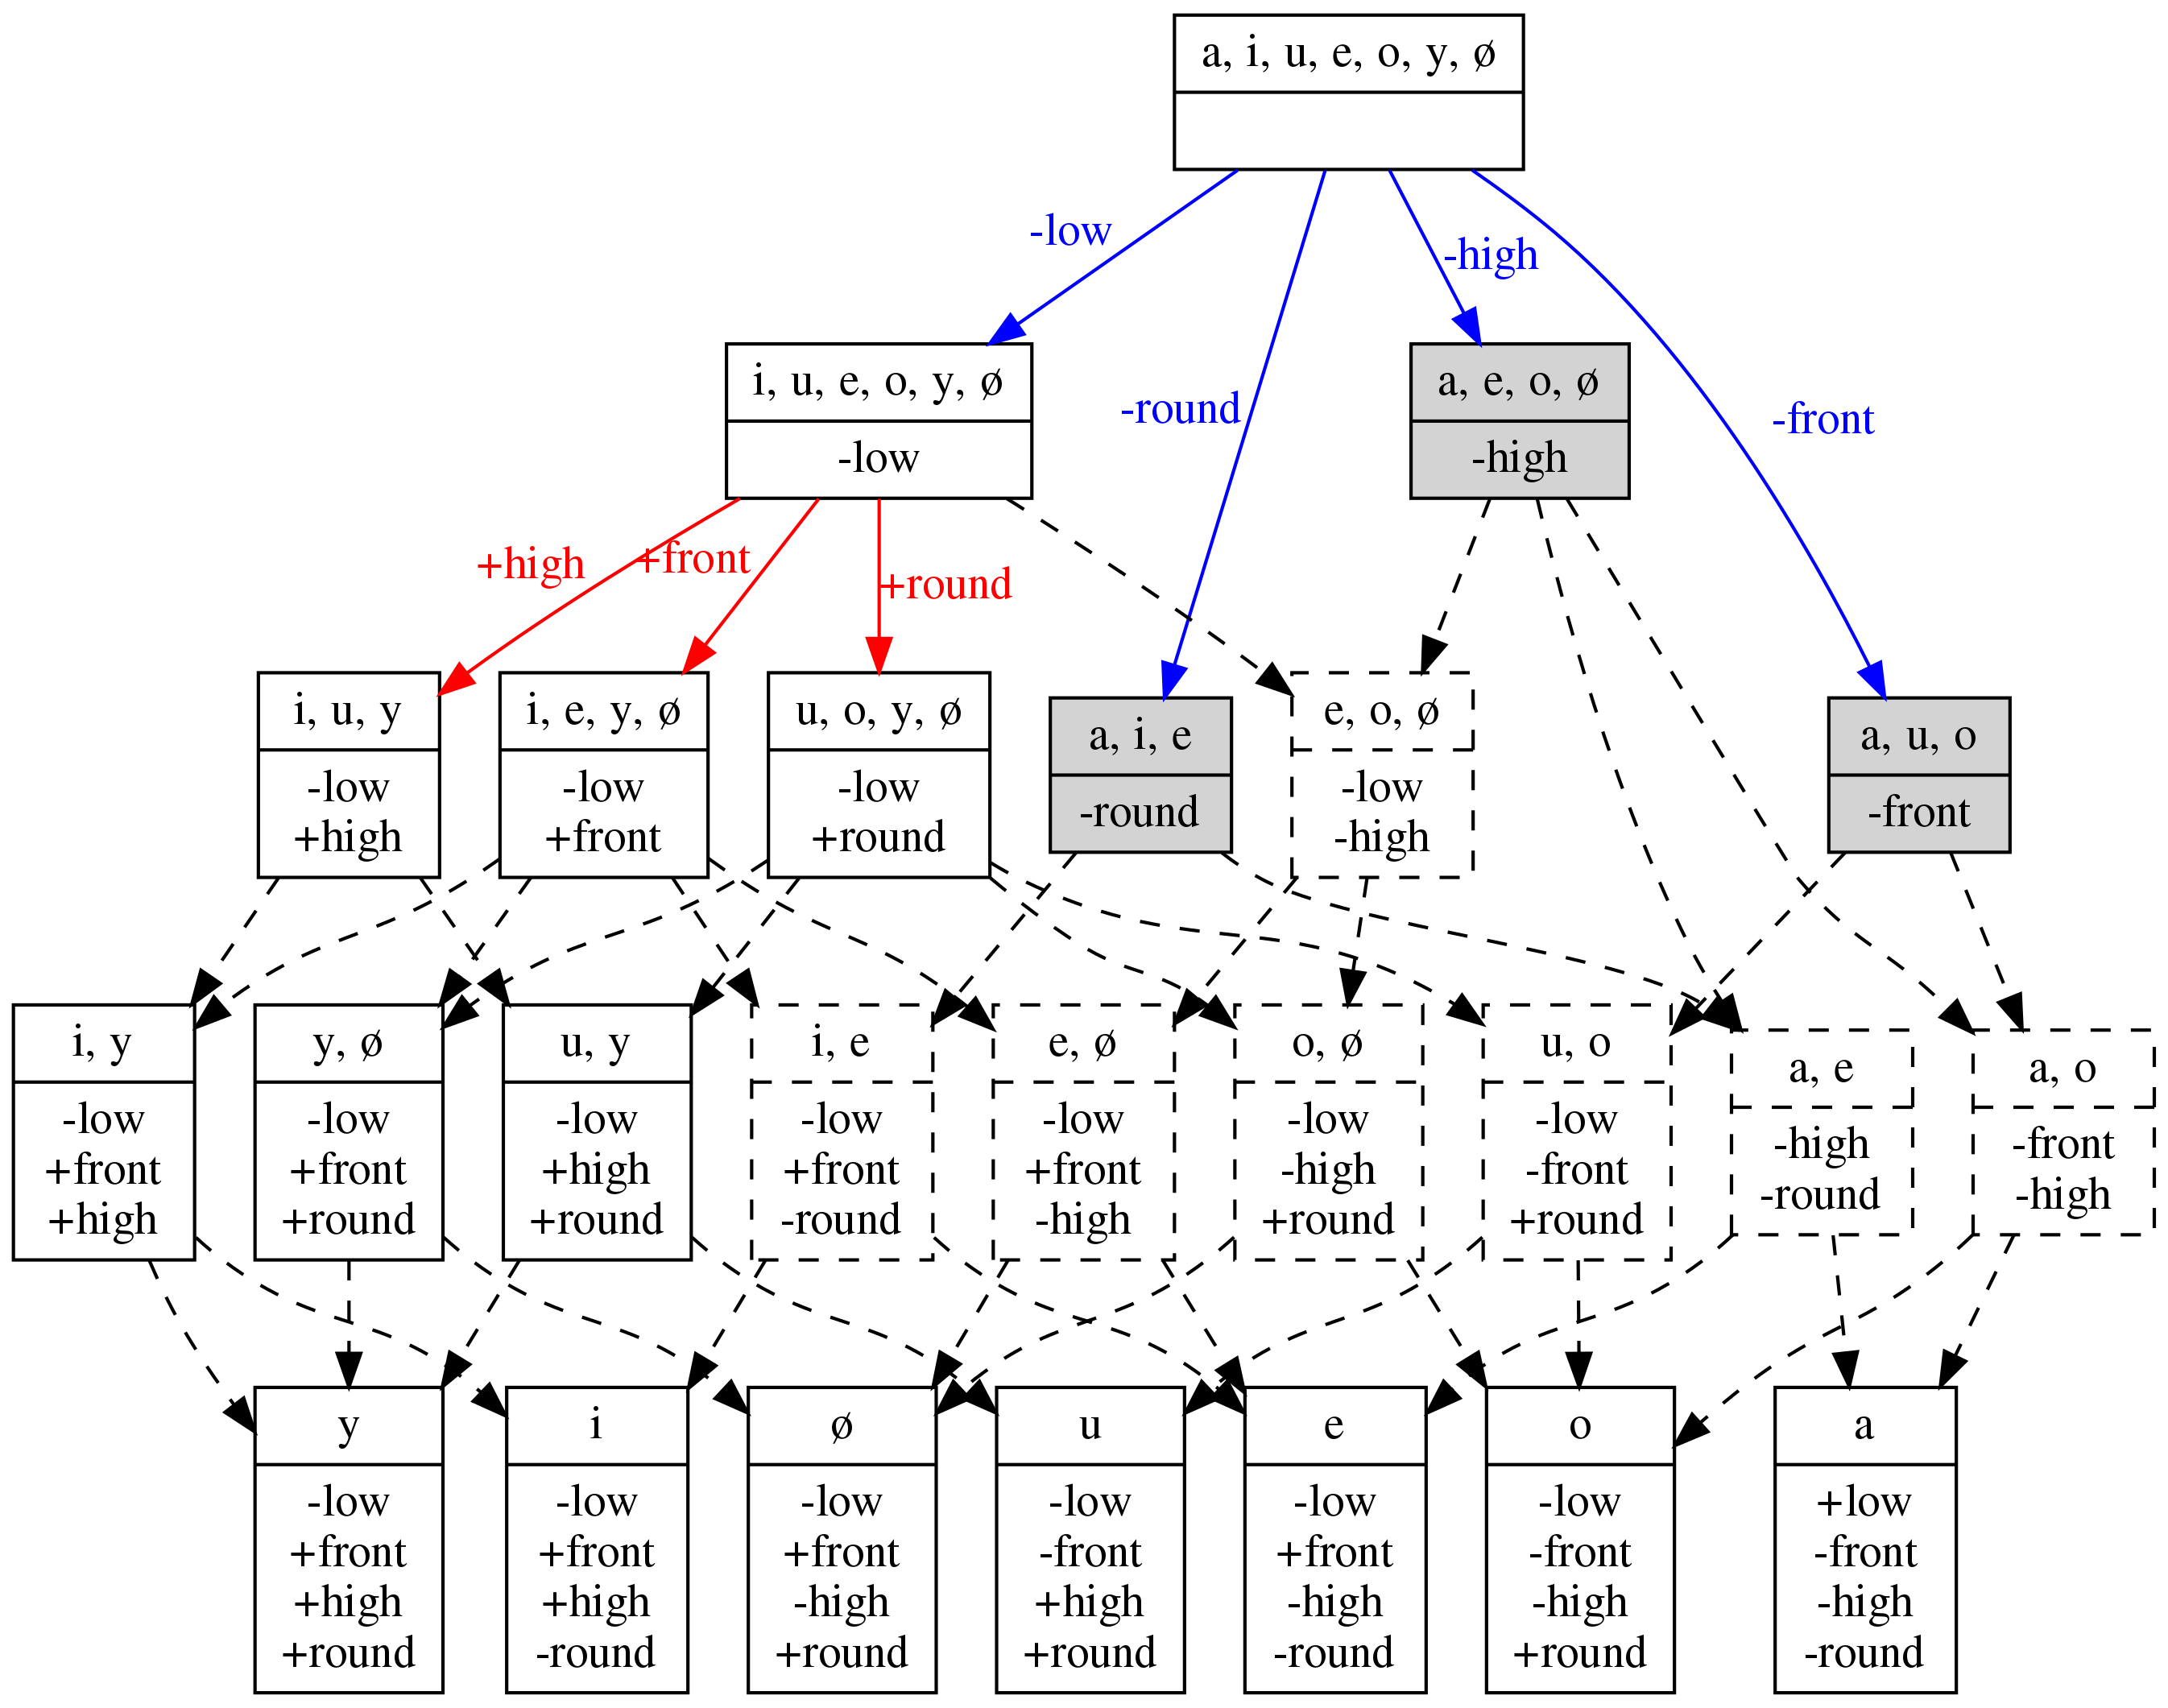 a, i, u, e, o, y, ø
-low
-high
-round
-front
i, u, e, o, y, ø
-low
a, e, o, ø
-high
+high
+front
+round
i, u, y
-low
+high
i, e, y, ø
-low
+front
u, o, y, ø
-low
+round
a, i, e
-round
e, o, ø
-low
-high
a, u, o
-front
i, y
-low
+front
+high
y, ø
-low
+front
+round
u, y
-low
+high
+round
i, e
-low
+front
-round
e, ø
-low
+front
-high
o, ø
-low
-high
+round
u, o
-low
-front
+round
a, e
-high
-round
a, o
-front
-high
y
-low
+front
+high
+round
i
-low
+front
+high
-round
ø
-low
+front
-high
+round
u
-low
-front
+high
+round
e
-low
+front
-high
-round
o
-low
-front
-high
+round
a
+low
-front
-high
-round